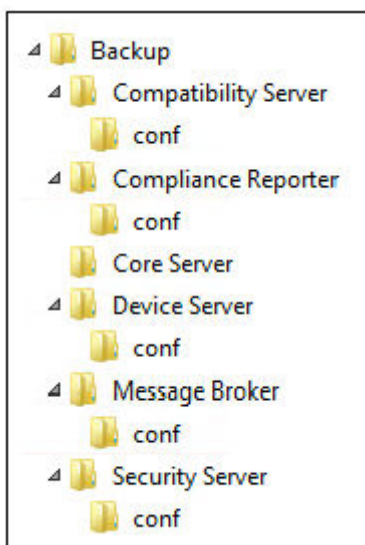 Backup
Compatibility Server
conf
Compliance Reporter
conf
Core Server
Device Server
conf
Message Broker
conf
Security Server
conf